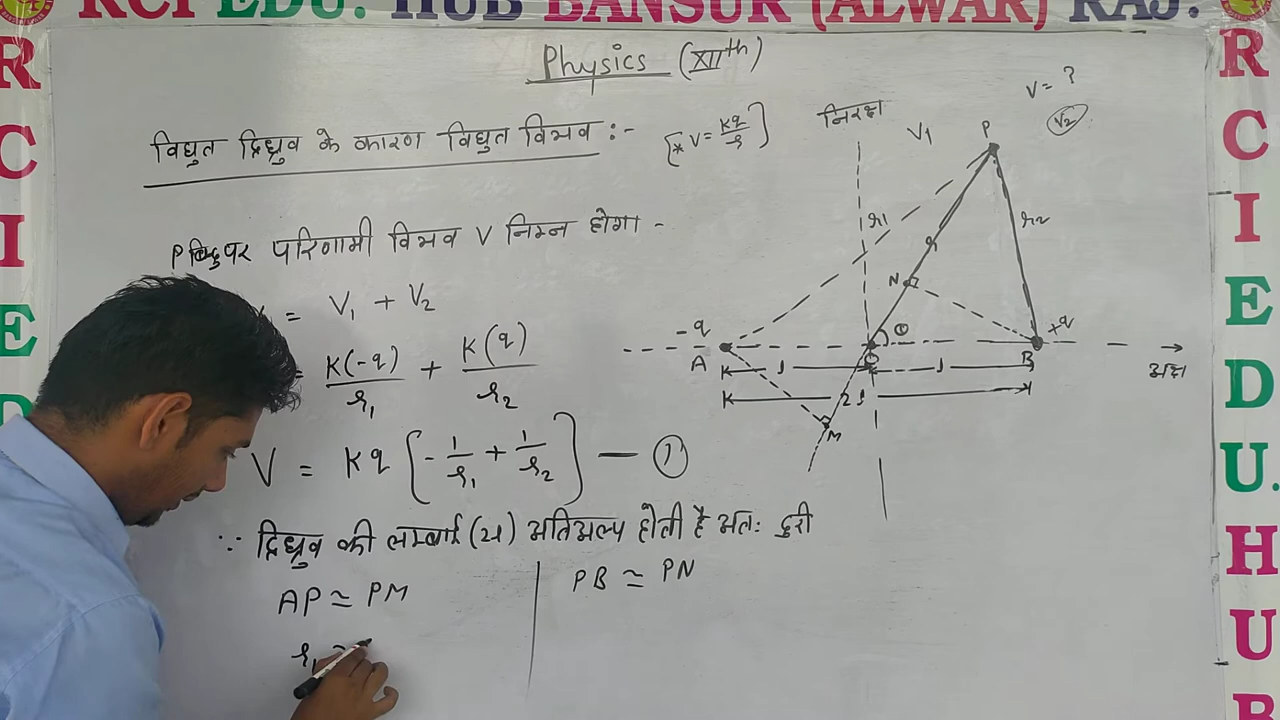 RCI EDU. HUB BANSUR (ALWAR) RAJ.
Physics (XIIth)
विधुत द्विध्रुव के कारण विधुत विभव :- [* V = Kq/r]
P बिन्दु पर परिणामी विभव V निम्न होगा -
= V₁ + V₂
= K(-q)/r₁ + K(q)/r₂
V = Kq [-1/r₁ + 1/r₂] — ①
∵ द्विध्रुव की लम्बाई (2l) अतिअल्प होती है अतः दुरी
AP ≃ PM
PB ≃ PN
r₁
निरक्ष
V₁
P
V = ?
V₂
r₁
r
r₂
N
-q
A
θ
O
+q
B
अक्ष
l
l
2l
M
R
C
I
E
D
R
C
I
E
D
U.
H
U
B